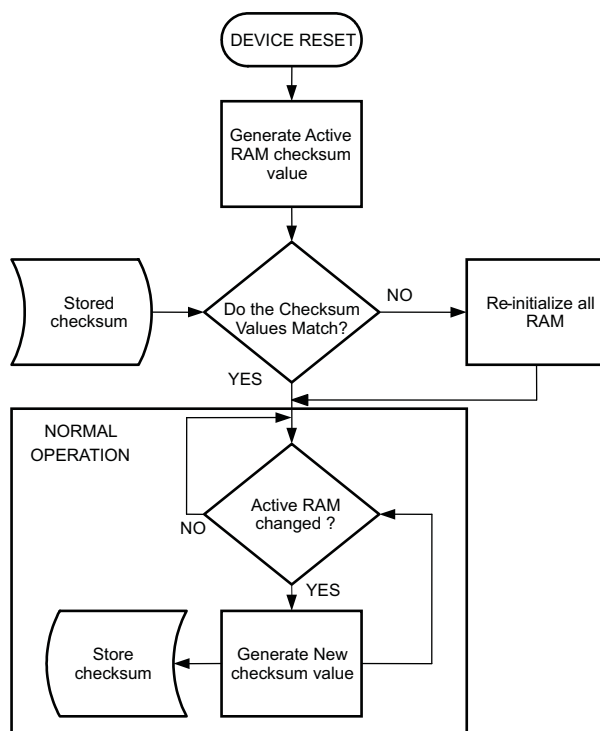 DEVICE RESET
Generate Active
RAM checksum
value
Stored
checksum
Do the Checksum
Values Match?
NO
Re-initialize all
RAM
YES
NORMAL
OPERATION
Active RAM
changed ?
NO
YES
Store
checksum
Generate New
checksum value